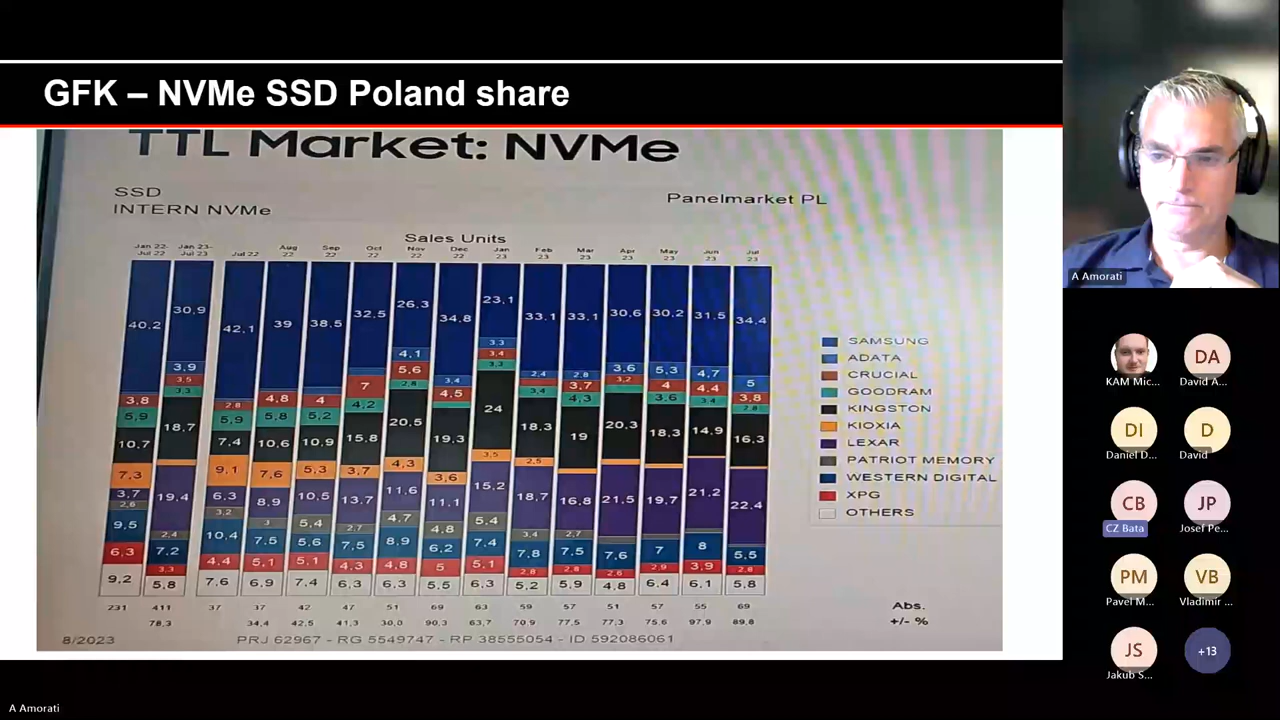 GFK – NVMe SSD Poland share
TTL Market: NVMe
SSD
INTERN NVMe
Panelmarket PL
Sales Units
Jan 22- Jul 22 Jan 23- Jul 23 Jul 22 Aug 22 Sep 22 Oct 22 Nov 22 Dec 22 Jan 23 Feb 23 Mar 23 Apr 23 May 23 Jun 23 Jul 23
40,2 3,8 5,9 10,7 7,3 3,7 2,6 9,5 6,3 9,2
30,9 3,9 3,5 3,3 18,7 19,4 2,4 7,2 3,3 5,8
42,1 2,8 5,9 7,4 9,1 6,3 3,2 10,4 4,4 7,6
39 4,8 5,8 10,6 7,6 8,9 3 7,5 5,1 6,9
38,5 4 5,2 10,9 5,3 10,5 5,4 5,6 5,1 7,4
32,5 7 4,2 15,8 3,7 13,7 2,7 7,5 4,3 6,3
26,3 4,1 5,6 2,8 20,5 4,3 11,6 4,7 8,9 4,8 6,3
34,8 3,4 4,5 19,3 3,6 11,1 4,8 6,2 5 5,5
23,1 3,3 3,4 3,3 24 3,5 15,2 5,4 7,4 5,1 6,3
33,1 2,4 3,4 18,3 2,5 18,7 3,4 7,8 2,8 5,2
33,1 2,8 3,7 4,3 19 16,8 2,7 7,5 2,8 5,9
30,6 3,6 3,2 20,3 21,5 7,6 2,6 4,8
30,2 5,3 4 3,6 18,3 19,7 7 2,9 6,4
31,5 4,7 4,4 3,4 14,9 21,2 8 3,9 6,1
34,4 5 3,8 2,8 16,3 22,4 5,5 2,8 5,8
SAMSUNG
ADATA
CRUCIAL
GOODRAM
KINGSTON
KIOXIA
LEXAR
PATRIOT MEMORY
WESTERN DIGITAL
XPG
OTHERS
231 411 37 37 42 47 51 69 63 59 57 51 57 55 69 Abs.
78,3 34,4 42,5 41,3 30,0 90,3 63,7 70,9 77,5 77,3 75,6 97,9 89,8 +/- %
8/2023
PRJ 62967 - RG 5549747 - RP 38555054 - ID 592086061
A Amorati
KAM Mic...
DA
David A...
DI
Daniel D...
D
David
CB
CZ Bata
JP
Josef Pe...
PM
Pavel M...
VB
Vladimir ...
JS
Jakub S...
+13
A Amorati